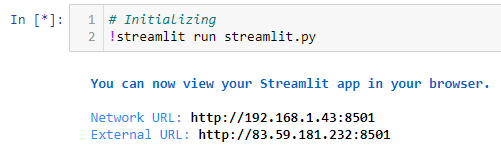 In [*]:
1 # Initializing
2 !streamlit run streamlit.py
You can now view your Streamlit app in your browser.
Network URL: http://192.168.1.43:8501
External URL: http://83.59.181.232:8501